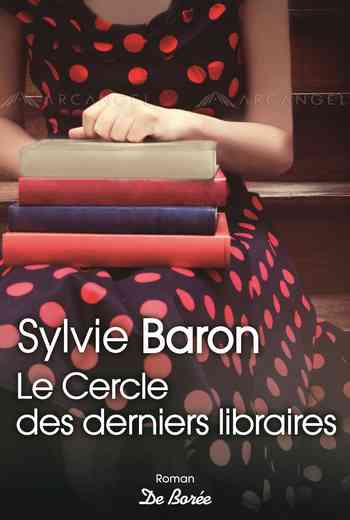 ARCANGEL ARCANGEL
Sylvie Baron
Le Cercle
des derniers libraires
Roman
De Borée